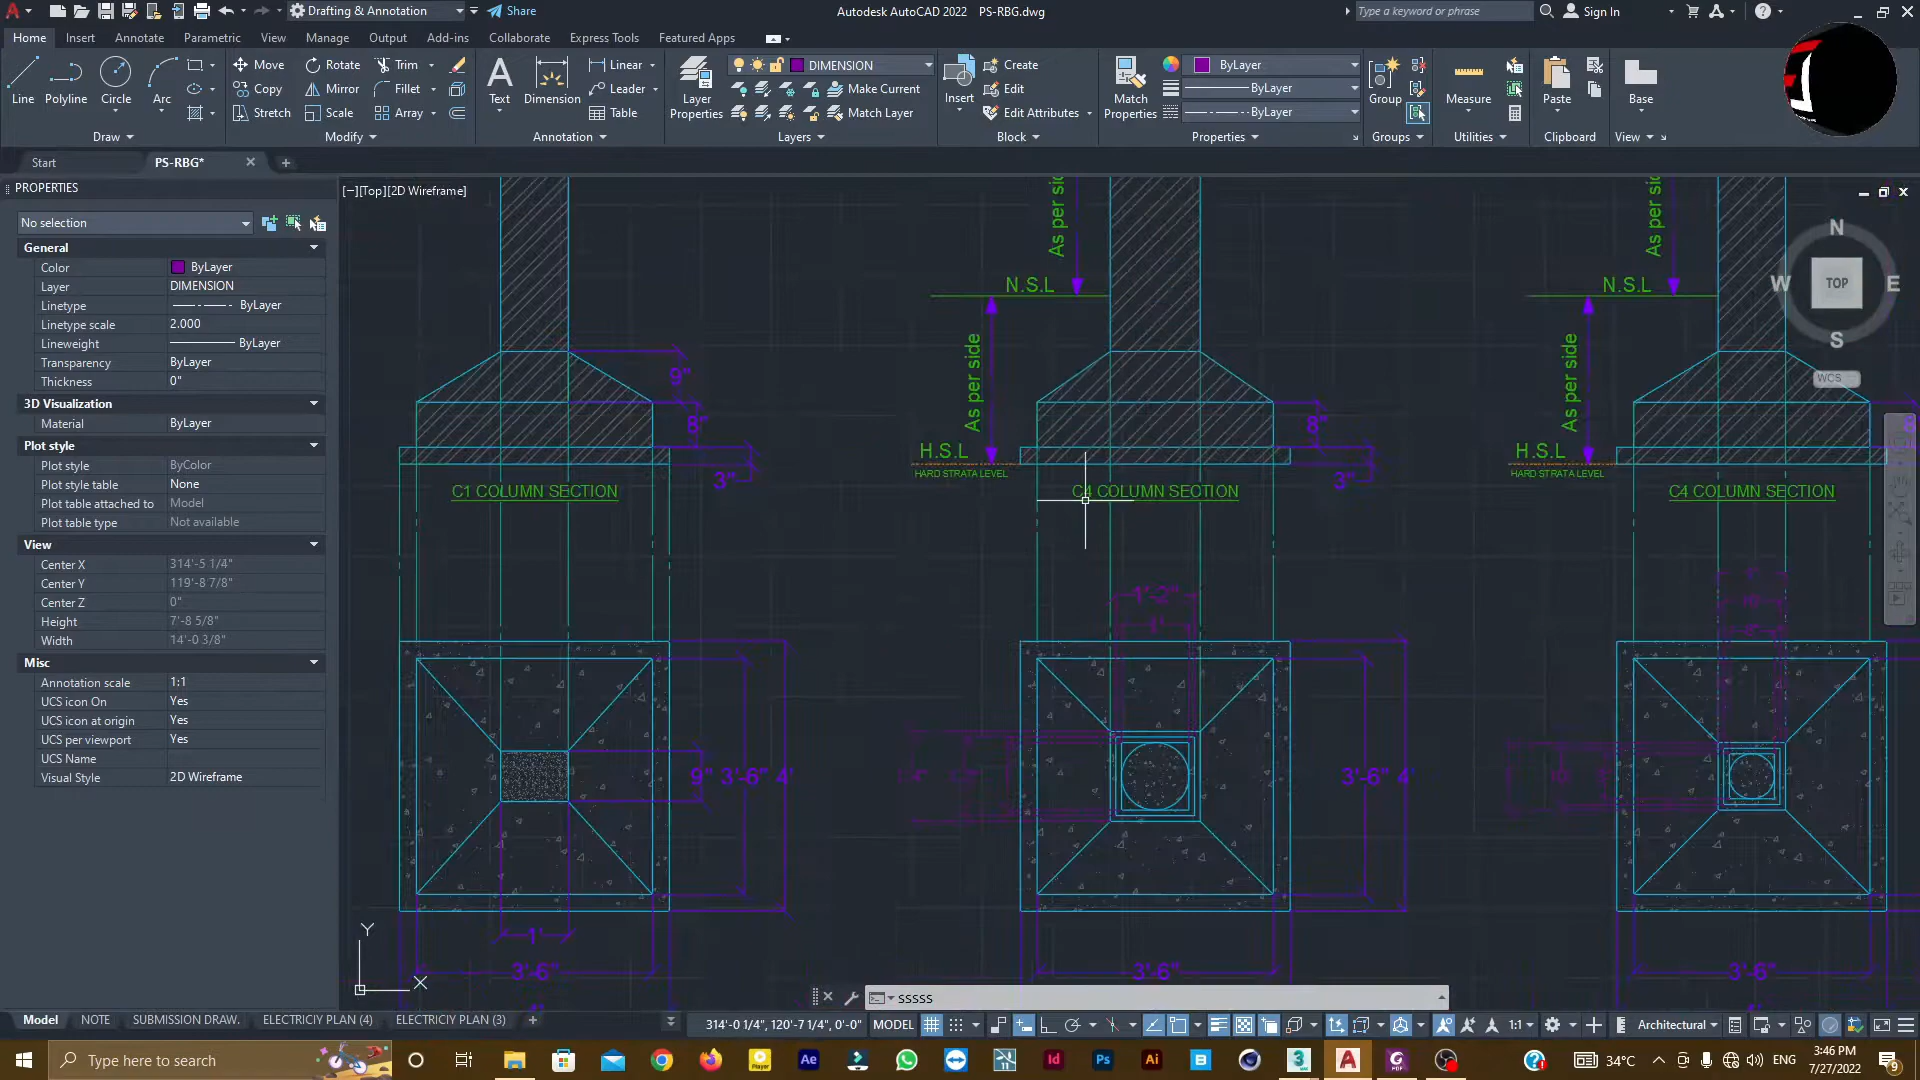 Drafting & Annotation
Share
Autodesk AutoCAD 2022 PS-RBG.dwg
Type a keyword or phrase
Sign In
Home
Insert
Annotate
Parametric
View
Manage
Output
Add-ins
Collaborate
Express Tools
Featured Apps
Line
Polyline
Circle
Arc
Move
Rotate
Trim
Copy
Mirror
Fillet
Stretch
Scale
Array
Text
Dimension
Linear
Leader
Table
Layer
Properties
DIMENSION
Make Current
Match Layer
Insert
Create
Edit
Edit Attributes
Match
Properties
ByLayer
ByLayer
ByLayer
Group
Measure
Paste
Base
Draw
Modify
Annotation
Layers
Block
Properties
Groups
Utilities
Clipboard
View
Start
PS-RBG*
PROPERTIES
No selection
General
Color ByLayer
Layer DIMENSION
Linetype ByLayer
Linetype scale 2.000
Lineweight ByLayer
Transparency ByLayer
Thickness 0"
3D Visualization
Material ByLayer
Plot style
Plot style ByColor
Plot style table None
Plot table attached to Model
Plot table type Not available
View
Center X 314'-5 1/4"
Center Y 119'-8 7/8"
Center Z 0"
Height 7'-8 5/8"
Width 14'-0 3/8"
Misc
Annotation scale 1:1
UCS icon On Yes
UCS icon at origin Yes
UCS per viewport Yes
UCS Name
Visual Style 2D Wireframe
[−][Top][2D Wireframe]
N
W
TOP
E
S
WCS
As per sid
As per sid
N.S.L
N.S.L
As per side
As per side
9"
8"
8"
8
H.S.L
H.S.L
HARD STRATA LEVEL
HARD STRATA LEVEL
3"
3"
C1 COLUMN SECTION
C4 COLUMN SECTION
C4 COLUMN SECTION
1'-2"
1'
9" 3'-6" 4'
3'-6" 4'
1'
3'-6"
3'-6"
3'-6"
Y
X
sssss
Model
NOTE
SUBMISSION DRAW.
ELECTRICIY PLAN (4)
ELECTRICIY PLAN (3)
314'-0 1/4", 120'-7 1/4", 0'-0"
MODEL
1:1
Architectural
Type here to search
34°C
ENG
3:46 PM
7/27/2022